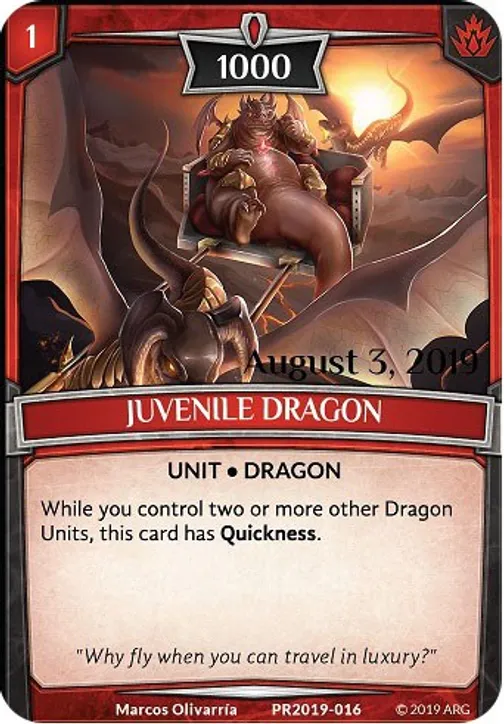 1
1000
August 3, 2019
JUVENILE DRAGON
UNIT • DRAGON
While you control two or more other Dragon
Units, this card has Quickness.
"Why fly when you can travel in luxury?"
Marcos Olivarría PR2019-016 © 2019 ARG